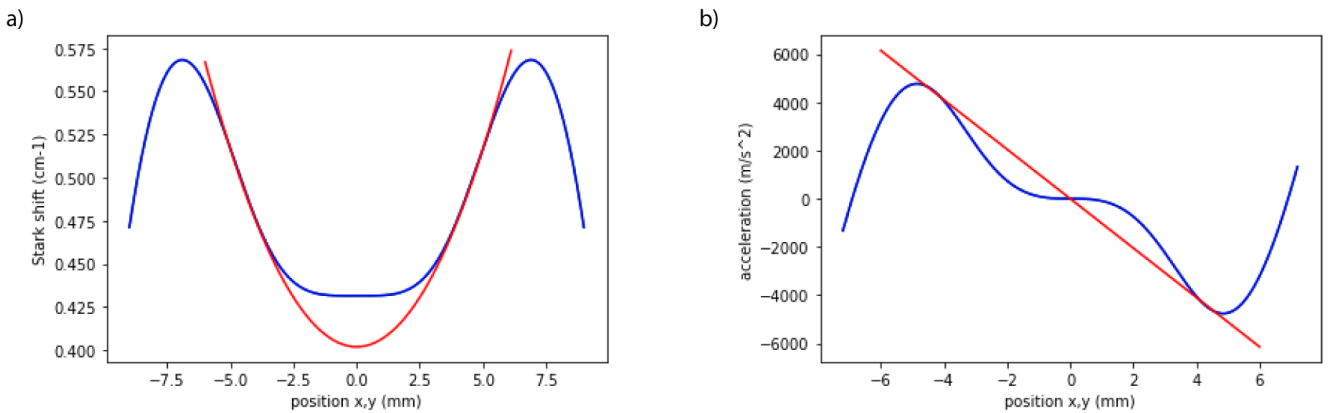 a)
Stark shift (cm-1)
0.575
0.550
0.525
0.500
0.475
0.450
0.425
0.400
−7.5 −5.0 −2.5 0.0 2.5 5.0 7.5
position x,y (mm)
b)
acceleration (m/s^2)
6000
4000
2000
0
−2000
−4000
−6000
−6 −4 −2 0 2 4 6
position x,y (mm)